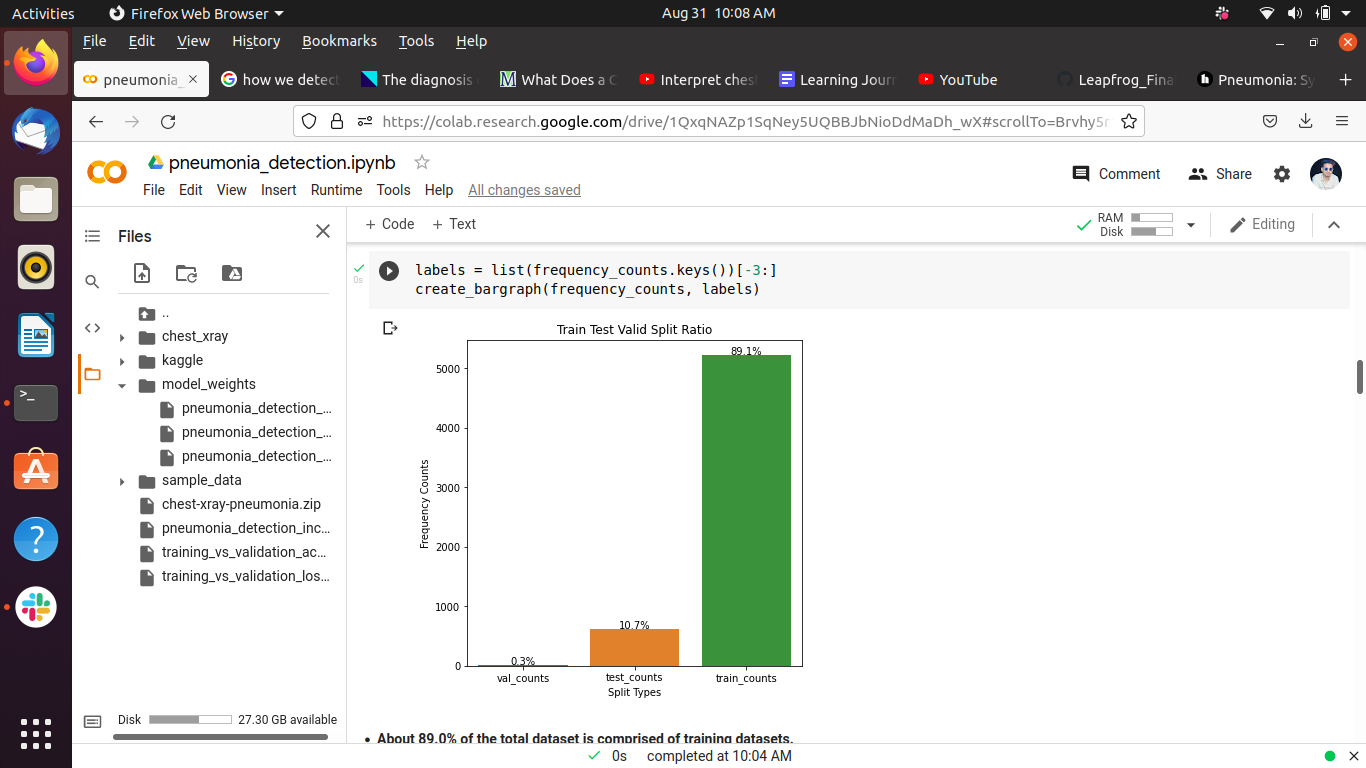 Activities Firefox Web Browser Aug 31 10:08 AM
File Edit View History Bookmarks Tools Help
pneumonia_ how we detect The diagnosis What Does a C Interpret ches Learning Jour YouTube Leapfrog_Fina Pneumonia: Sy
https://colab.research.google.com/drive/1QxqNAZp1SqNey5UQBBJbNioDdMaDh_wX#scrollTo=Brvhy5r
pneumonia_detection.ipynb
File Edit View Insert Runtime Tools Help All changes saved
Comment Share
Files
+ Code + Text
RAM
Disk
Editing
..
chest_xray
kaggle
model_weights
pneumonia_detection_...
pneumonia_detection_...
pneumonia_detection_...
sample_data
chest-xray-pneumonia.zip
pneumonia_detection_inc...
training_vs_validation_ac...
training_vs_validation_los...
Disk 27.30 GB available
0s
labels = list(frequency_counts.keys())[-3:]
create_bargraph(frequency_counts, labels)
Train Test Valid Split Ratio
89.1%
5000
4000
3000
2000
1000
0
Frequency Counts
10.7%
0.3%
val_counts test_counts train_counts
Split Types
• About 89.0% of the total dataset is comprised of training datasets.
0s completed at 10:04 AM